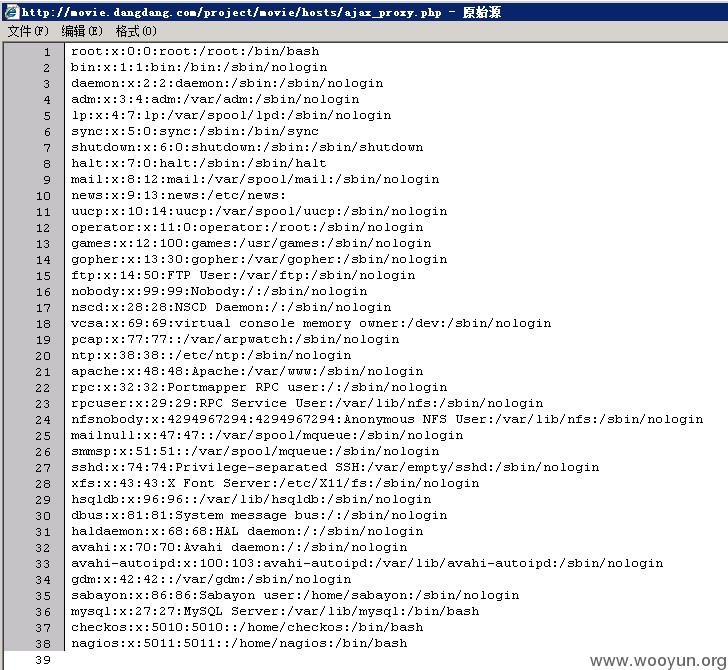 http://movie.dangdang.com/project/movie/hosts/ajax_proxy.php - 原始源
文件(F) 编辑(E) 格式(O)
1 root:x:0:0:root:/root:/bin/bash
2 bin:x:1:1:bin:/bin:/sbin/nologin
3 daemon:x:2:2:daemon:/sbin:/sbin/nologin
4 adm:x:3:4:adm:/var/adm:/sbin/nologin
5 lp:x:4:7:lp:/var/spool/lpd:/sbin/nologin
6 sync:x:5:0:sync:/sbin:/bin/sync
7 shutdown:x:6:0:shutdown:/sbin:/sbin/shutdown
8 halt:x:7:0:halt:/sbin:/sbin/halt
9 mail:x:8:12:mail:/var/spool/mail:/sbin/nologin
10 news:x:9:13:news:/etc/news:
11 uucp:x:10:14:uucp:/var/spool/uucp:/sbin/nologin
12 operator:x:11:0:operator:/root:/sbin/nologin
13 games:x:12:100:games:/usr/games:/sbin/nologin
14 gopher:x:13:30:gopher:/var/gopher:/sbin/nologin
15 ftp:x:14:50:FTP User:/var/ftp:/sbin/nologin
16 nobody:x:99:99:Nobody:/:/sbin/nologin
17 nscd:x:28:28:NSCD Daemon:/:/sbin/nologin
18 vcsa:x:69:69:virtual console memory owner:/dev:/sbin/nologin
19 pcap:x:77:77::/var/arpwatch:/sbin/nologin
20 ntp:x:38:38::/etc/ntp:/sbin/nologin
21 apache:x:48:48:Apache:/var/www:/sbin/nologin
22 rpc:x:32:32:Portmapper RPC user:/:/sbin/nologin
23 rpcuser:x:29:29:RPC Service User:/var/lib/nfs:/sbin/nologin
24 nfsnobody:x:4294967294:4294967294:Anonymous NFS User:/var/lib/nfs:/sbin/nologin
25 mailnull:x:47:47::/var/spool/mqueue:/sbin/nologin
26 smmsp:x:51:51::/var/spool/mqueue:/sbin/nologin
27 sshd:x:74:74:Privilege-separated SSH:/var/empty/sshd:/sbin/nologin
28 xfs:x:43:43:X Font Server:/etc/X11/fs:/sbin/nologin
29 hsqldb:x:96:96::/var/lib/hsqldb:/sbin/nologin
30 dbus:x:81:81:System message bus:/:/sbin/nologin
31 haldaemon:x:68:68:HAL daemon:/:/sbin/nologin
32 avahi:x:70:70:Avahi daemon:/:/sbin/nologin
33 avahi-autoipd:x:100:103:avahi-autoipd:/var/lib/avahi-autoipd:/sbin/nologin
34 gdm:x:42:42::/var/gdm:/sbin/nologin
35 sabayon:x:86:86:Sabayon user:/home/sabayon:/sbin/nologin
36 mysql:x:27:27:MySQL Server:/var/lib/mysql:/bin/bash
37 checkos:x:5010:5010::/home/checkos:/bin/bash
38 nagios:x:5011:5011::/home/nagios:/bin/bash
39
www.wooyun.org